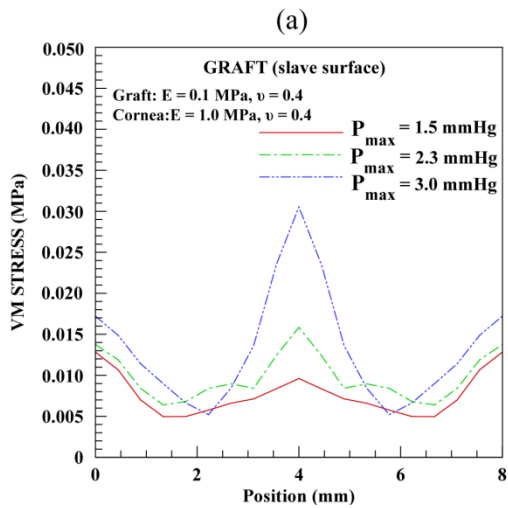 (a)
0.050
0.045
0.040
0.035
0.030
0.025
0.020
0.015
0.010
0.005
0
VM STRESS (MPa)
GRAFT (slave surface)
Graft: E = 0.1 MPa, υ = 0.4
Cornea:E = 1.0 MPa, υ = 0.4
Pmax = 1.5 mmHg
Pmax = 2.3 mmHg
Pmax = 3.0 mmHg
0 2 4 6 8
Position (mm)